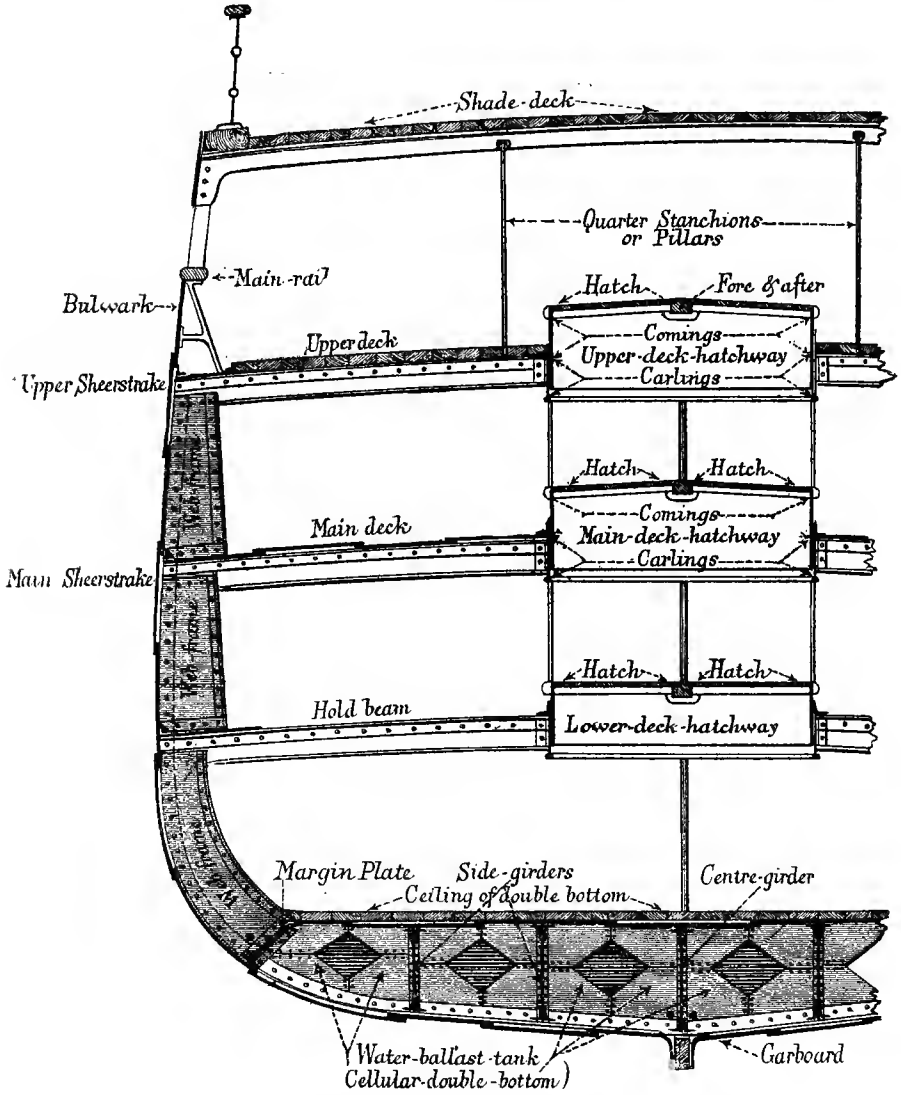 Shade-deck
Quarter Stanchions
or Pillars
Main-rail
Bulwark
Hatch
Fore & after
Comings
Upper deck
Upper-deck-hatchway
Upper Sheerstrake
Carlings
Web-frame
Hatch
Hatch
Comings
Main deck
Main-deck-hatchway
Main Sheerstrake
Carlings
Web-frame
Hatch
Hatch
Hold beam
Lower-deck-hatchway
Web-frame
Margin Plate
Side-girders
Centre-girder
Ceiling of double bottom
Water-ballast-tank
Cellular-double-bottom)
Garboard